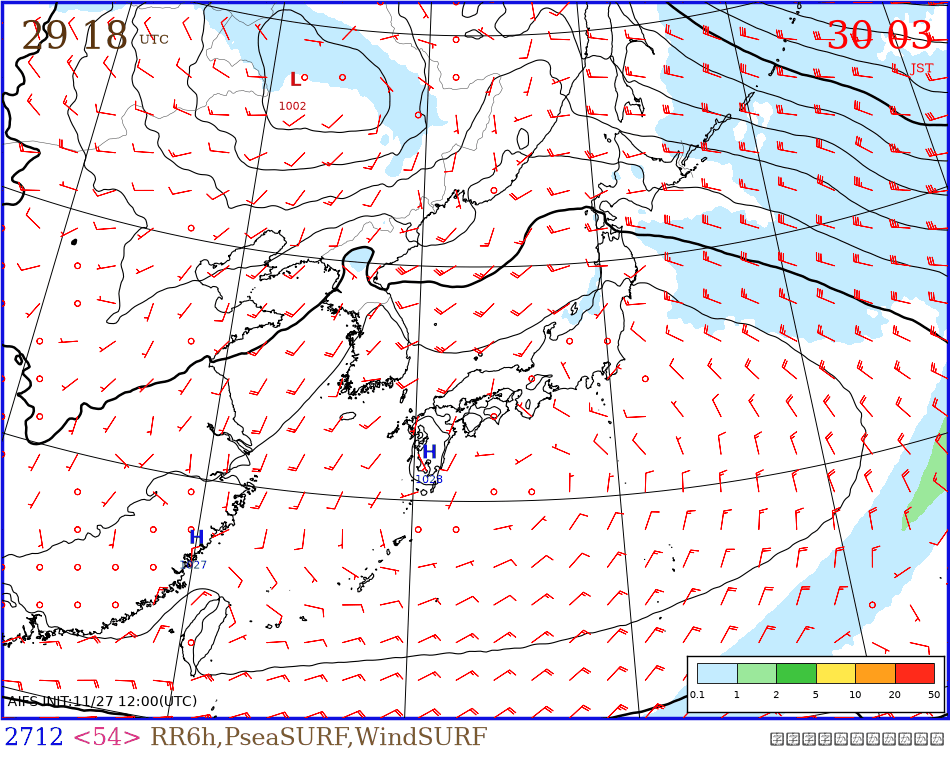 29 18 UTC
30 03
JST
L
1002
H
1028
H
1027
0.1 1 2 5 10 20 50
AIFS INIT:11/27 12:00(UTC)
2712 <54> RR6h,PseaSURF,WindSURF